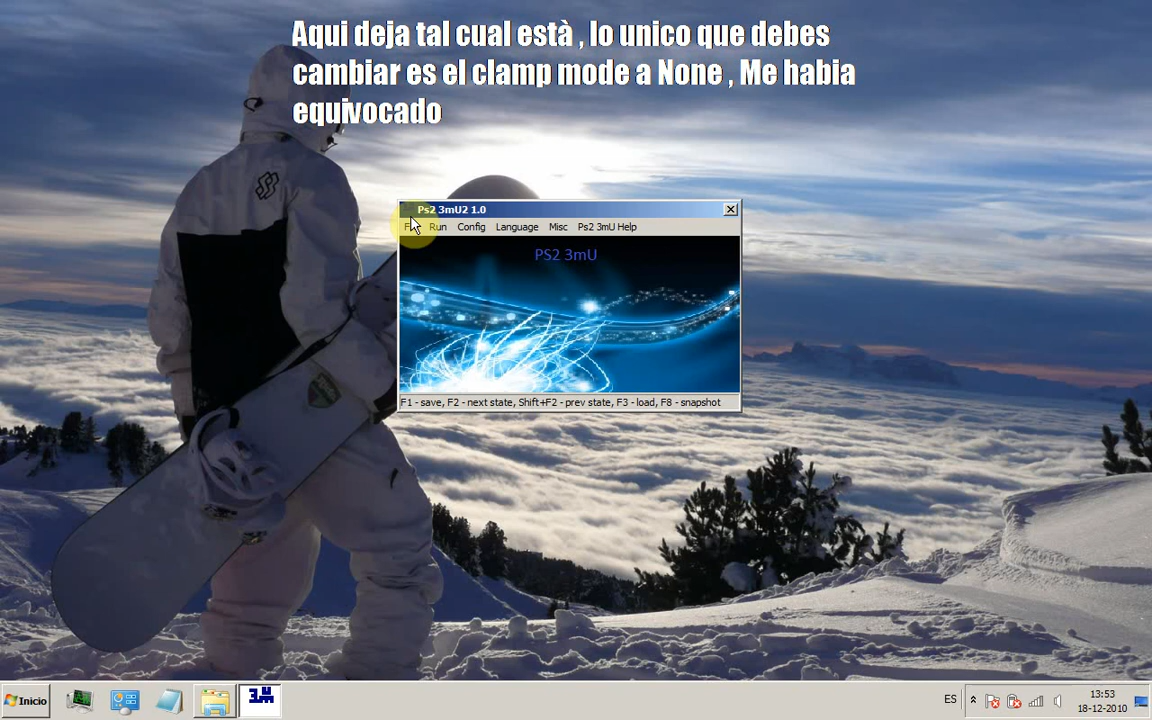 Aqui deja tal cual està , lo unico que debes
cambiar es el clamp mode a None , Me habia
equivocado
Ps2 3mU2 1.0
Run Config Language Misc Ps2 3mU Help
PS2 3mU
F1 - save, F2 - next state, Shift+F2 - prev state, F3 - load, F8 - snapshot
Inicio
3mU
ES
13:53
18-12-2010